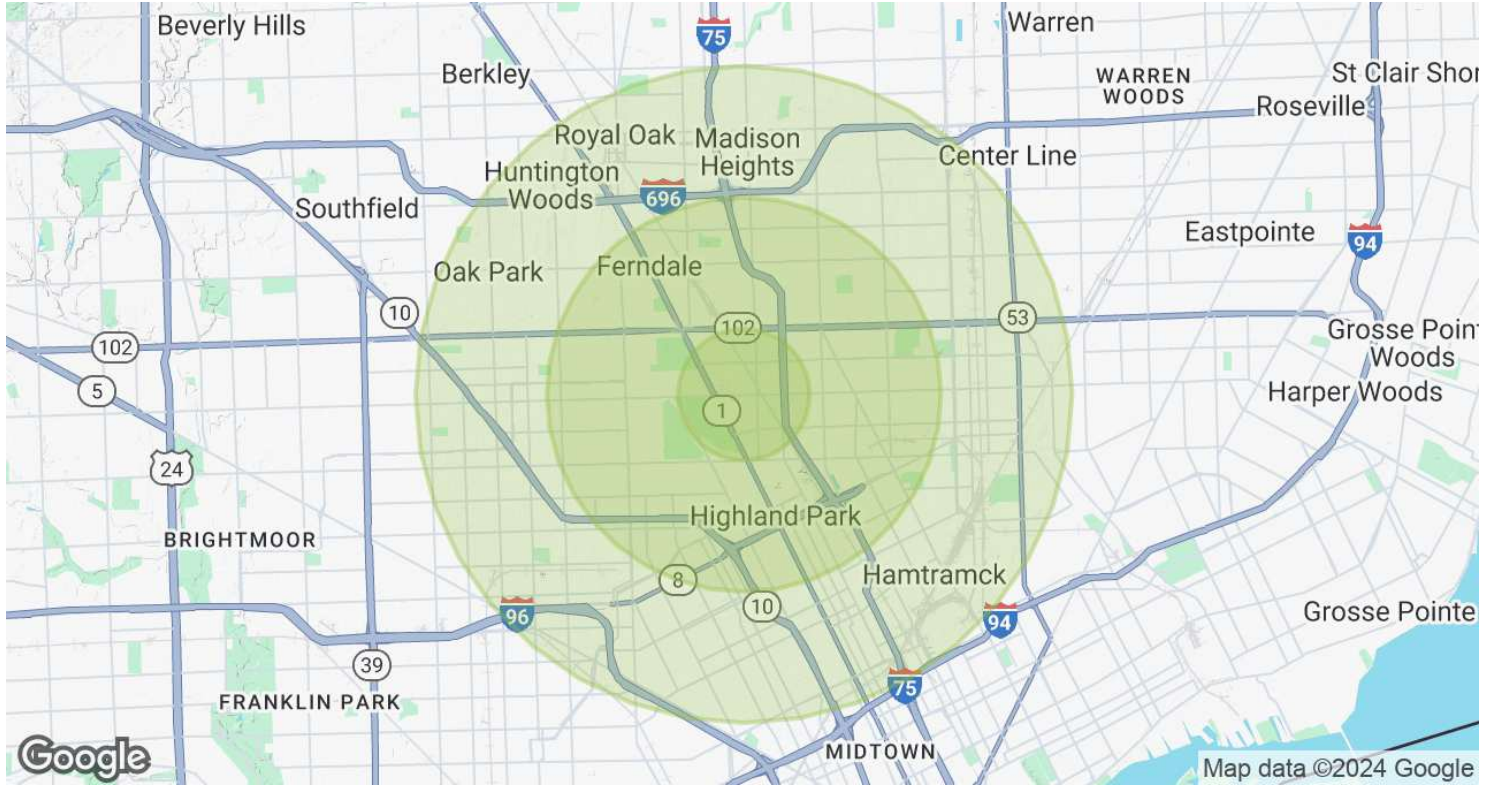 Beverly Hills
75
Warren
Berkley
WARREN
WOODS
St Clair Shor
Roseville
Royal Oak
Madison
Heights
Center Line
Huntington
Woods
696
Southfield
Eastpointe
94
Oak Park
Ferndale
10
102
53
102
Grosse Point
Woods
5
Harper Woods
1
24
Highland Park
BRIGHTMOOR
Hamtramck
8
10
96
94
Grosse Pointe
39
75
FRANKLIN PARK
MIDTOWN
Google
Map data ©2024 Google